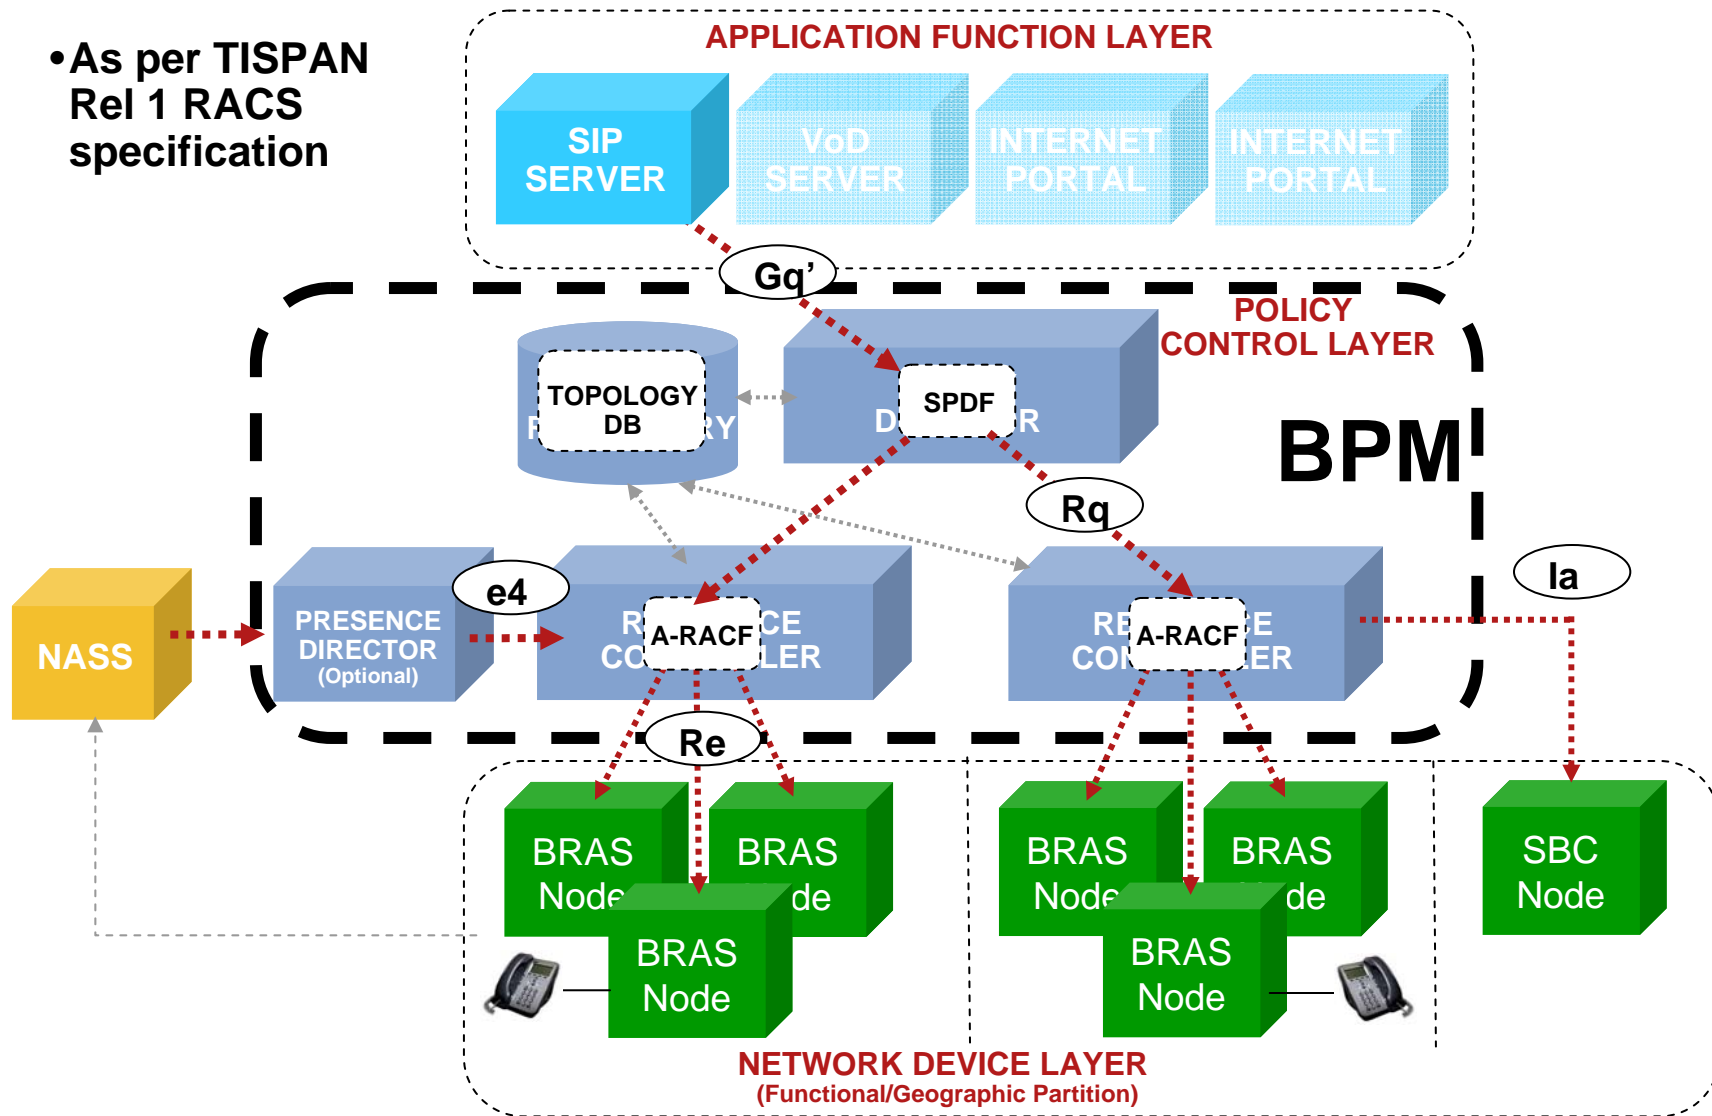 •As per TISPAN
Rel 1 RACS
specification
APPLICATION FUNCTION LAYER
SIP
SERVER
VoD
SERVER
INTERNET
PORTAL
INTERNET
PORTAL
Gq’
POLICY
CONTROL LAYER
TOPOLOGY
DB
SPDF
BPM
Rq
Ia
e4
NASS
PRESENCE
DIRECTOR
(Optional)
A-RACF
A-RACF
Re
BRAS
Node
BRAS
Node
BRAS
Node
BRAS
Node
BRAS
Node
BRAS
Node
SBC
Node
NETWORK DEVICE LAYER
(Functional/Geographic Partition)